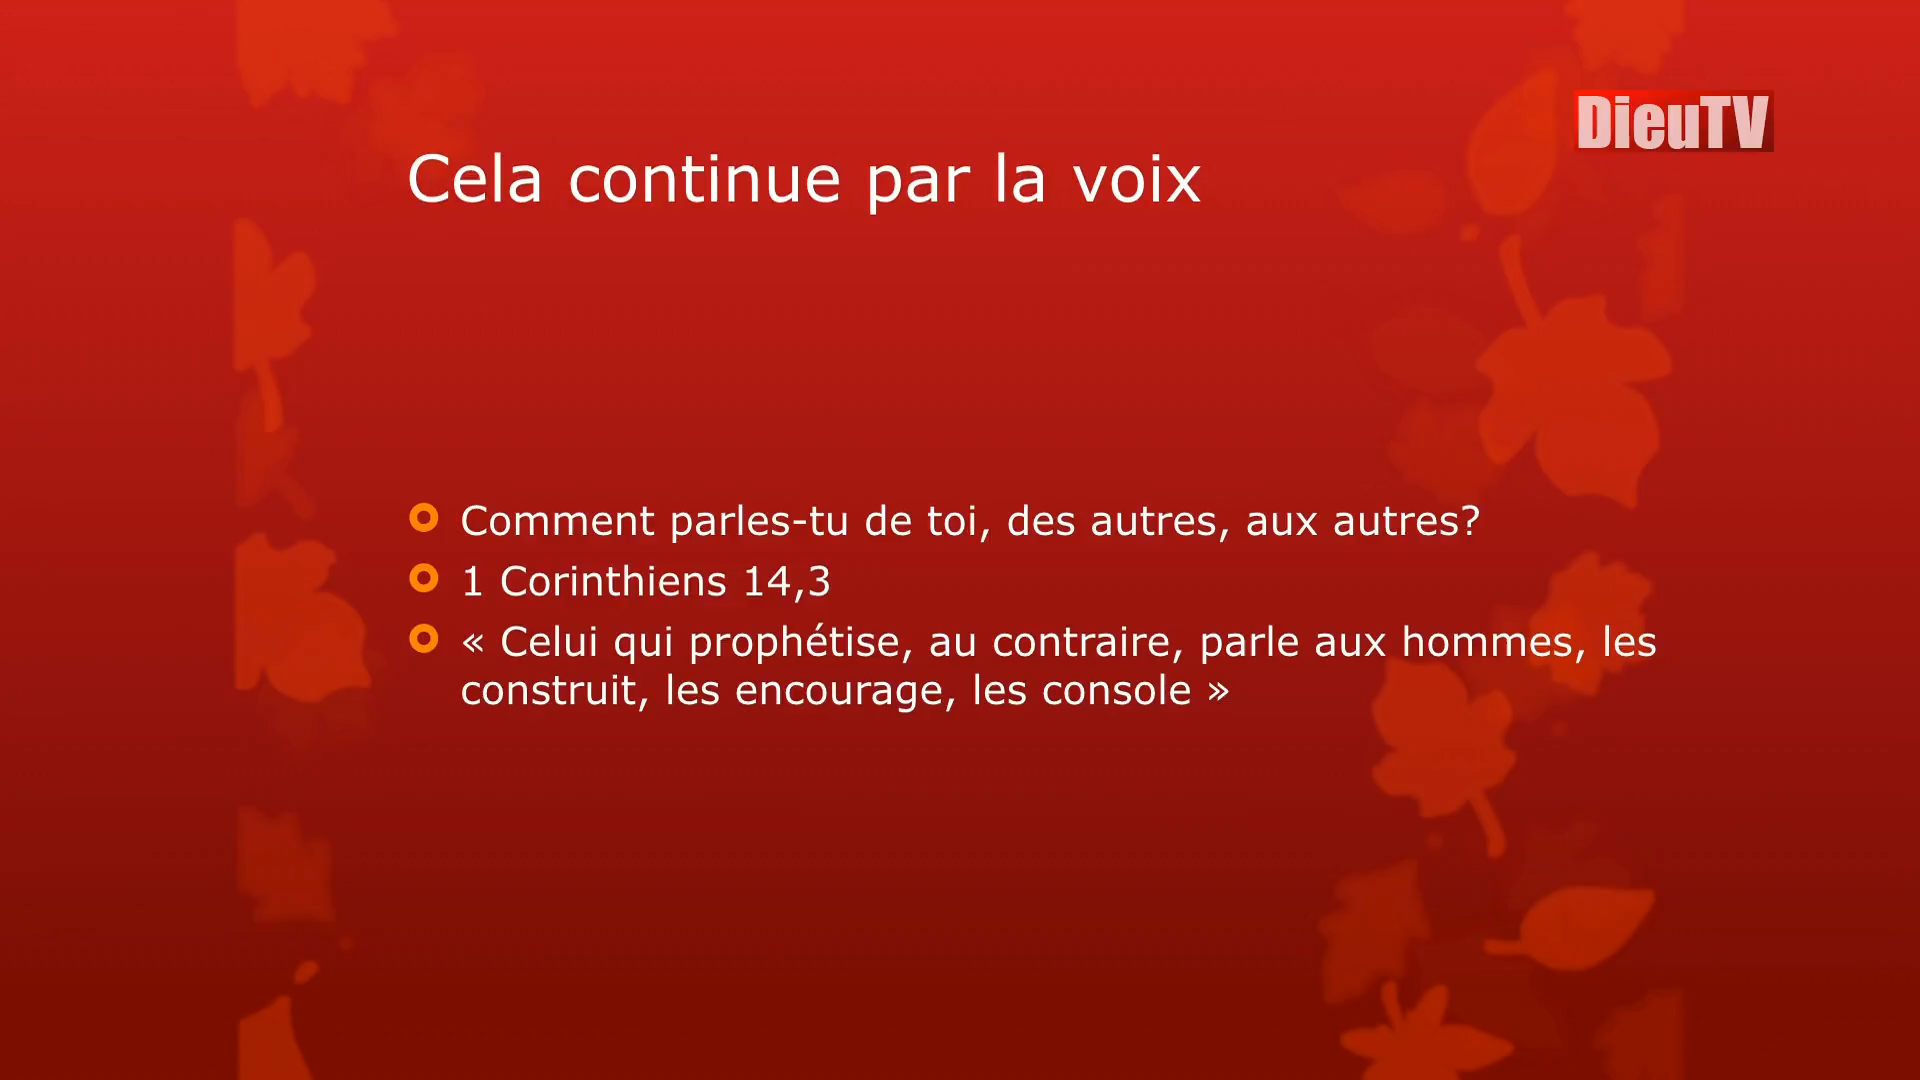 DieuTV
Cela continue par la voix
Comment parles-tu de toi, des autres, aux autres?
1 Corinthiens 14,3
« Celui qui prophétise, au contraire, parle aux hommes, les
construit, les encourage, les console »